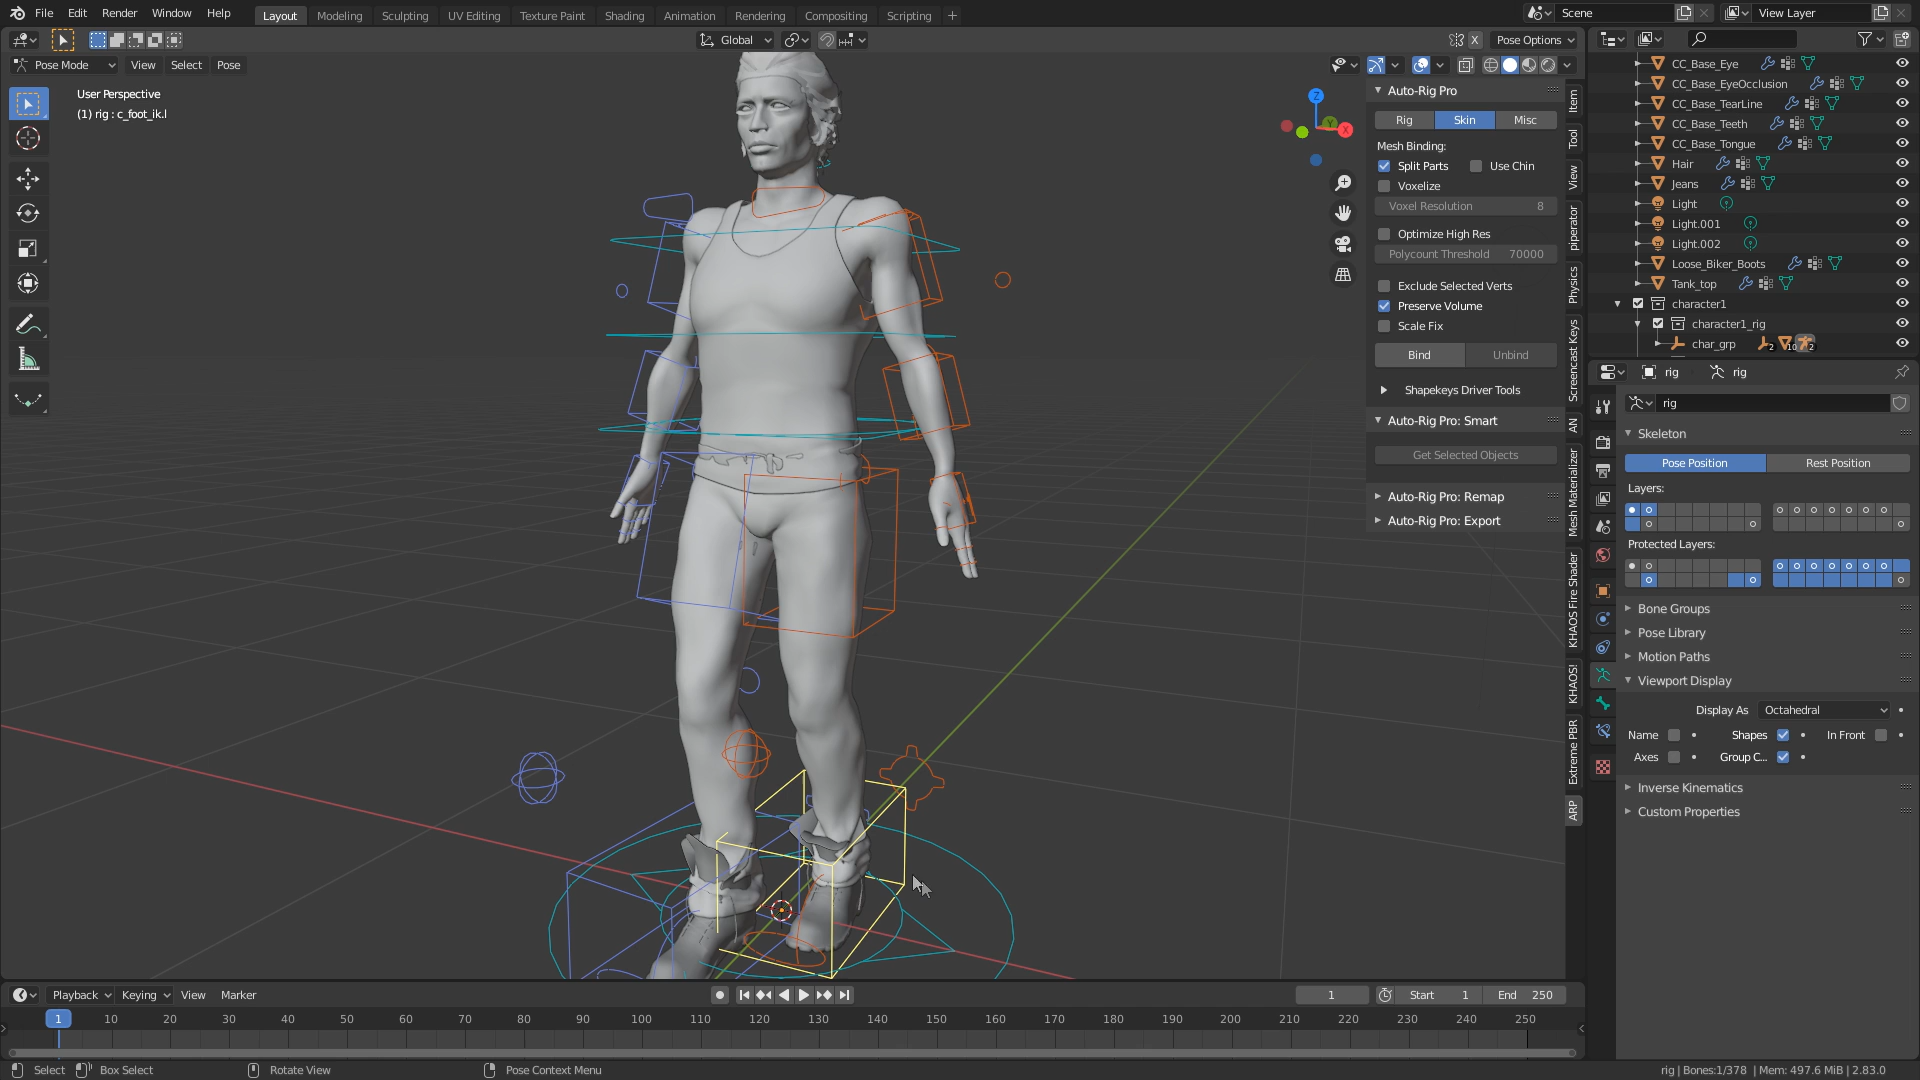 File Edit Render Window Help Layout Modeling Sculpting UV Editing Texture Paint Shading Animation Rendering Compositing Scripting + Scene View Layer
Global X Pose Options
Pose Mode View Select Pose
User Perspective
(1) rig : c_foot_ik.l
Z
Y
X
Auto-Rig Pro
Rig Skin Misc
Mesh Binding:
Split Parts Use Chin
Voxelize
Voxel Resolution 8
Optimize High Res
Polycount Threshold 70000
Exclude Selected Verts
Preserve Volume
Scale Fix
Bind Unbind
Shapekeys Driver Tools
Auto-Rig Pro: Smart
Get Selected Objects
Auto-Rig Pro: Remap
Auto-Rig Pro: Export
Item
Tool
View
piperator
Physics
Screencast Keys
AN
Mesh Materializer
KHAOS Fire Shader
KHAOS!
Extreme PBR
ARP
CC_Base_Eye
CC_Base_EyeOcclusion
CC_Base_TearLine
CC_Base_Teeth
CC_Base_Tongue
Hair
Jeans
Light
Light.001
Light.002
Loose_Biker_Boots
Tank_top
character1
character1_rig
char_grp 2 10 2
rig rig
rig
Skeleton
Pose Position Rest Position
Layers:
Protected Layers:
Bone Groups
Pose Library
Motion Paths
Viewport Display
Display As Octahedral
Name Shapes In Front
Axes Group C...
Inverse Kinematics
Custom Properties
Playback Keying View Marker 1 Start 1 End 250
1 10 20 30 40 50 60 70 80 90 100 110 120 130 140 150 160 170 180 190 200 210 220 230 240 250
Select Box Select Rotate View Pose Context Menu rig | Bones:1/378 | Mem: 497.6 MiB | 2.83.0